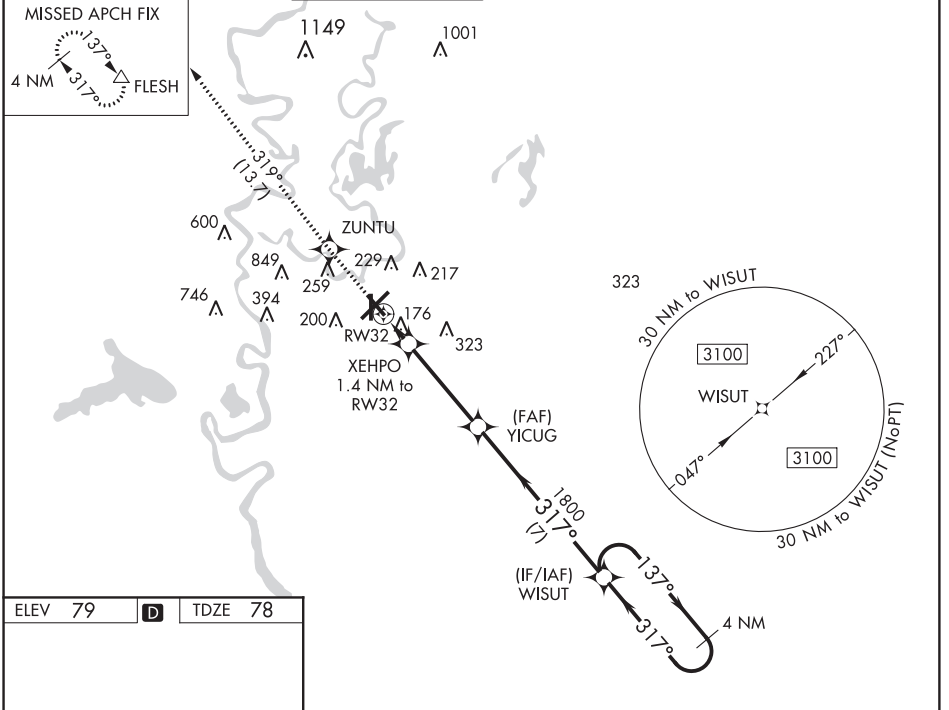 MISSED APCH FIX
137°
4 NM
317°
FLESH
1149
1001
319°
(13.7)
600
ZUNTU
849
229
217
259
746
394
200
176
323
RW32
323
XEHPO
1.4 NM to
RW32
(FAF)
YICUG
1800
317°
(7)
(IF/IAF)
WISUT
137°
317°
4 NM
30 NM to WISUT
3100
227°
WISUT
047°
3100
30 NM to WISUT (NoPT)
ELEV 79 D TDZE 78